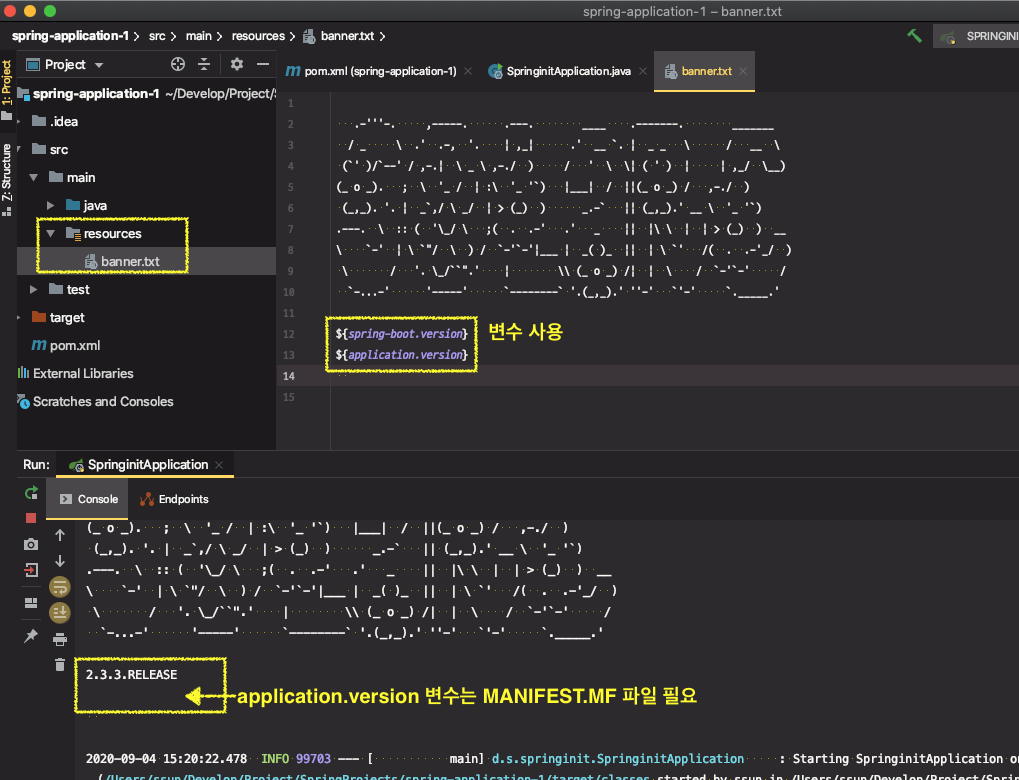 spring-application-1 – banner.txt
spring-application-1 > src > main > resources > banner.txt >
SPRINGINI
Project
pom.xml (spring-application-1) ×
SpringinitApplication.java ×
banner.txt ×
1: Project
Z: Structure
spring-application-1 ~/Develop/Project/S
.idea
src
main
java
resources
banner.txt
test
target
pom.xml
External Libraries
Scratches and Consoles
1
2
3
4
5
6
7
8
9
10
11
12 ${spring-boot.version}
13 ${application.version}
14
15
변수 사용
Run: SpringinitApplication ×
Console
Endpoints
2.3.3.RELEASE
application.version 변수는 MANIFEST.MF 파일 필요
2020-09-04 15:20:22.478 INFO 99703 --- [ main] d.s.springinit.SpringinitApplication : Starting SpringinitApplication on
(/Users/ssun/Develop/Project/SpringProjects/spring-application-1/target/classes started by ssun in /Users/ssun/Develop/Project/Spri